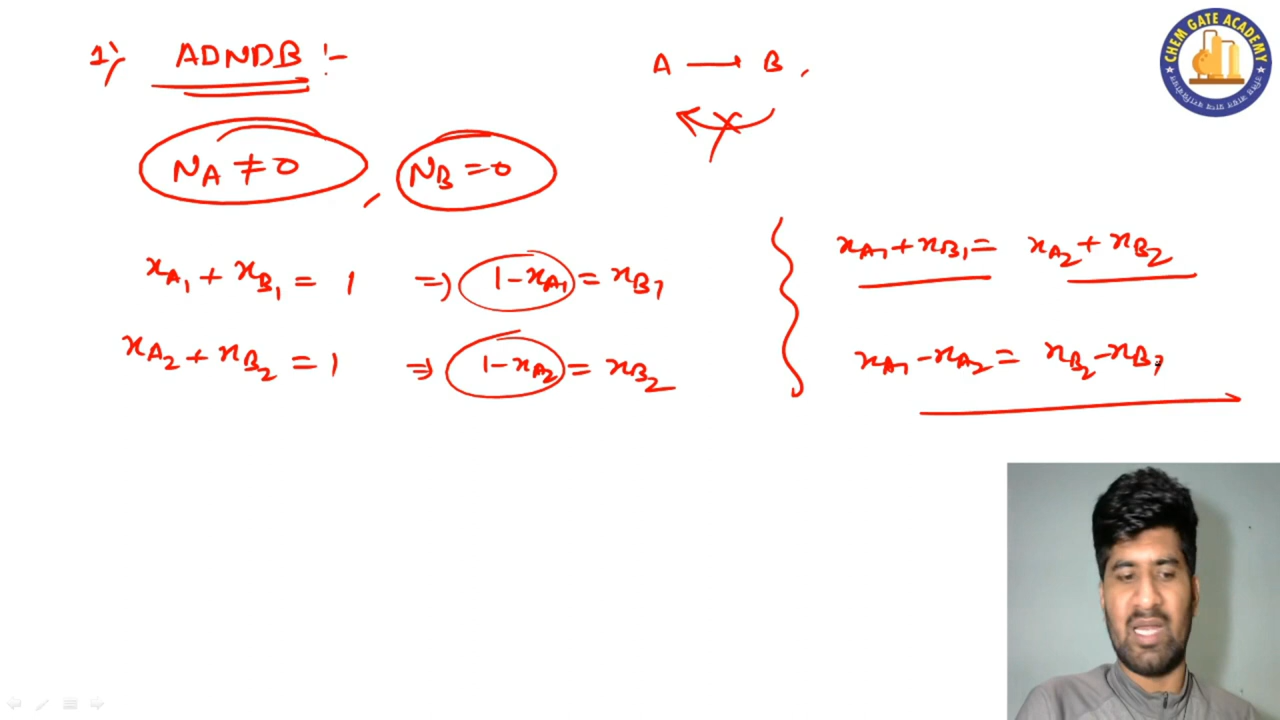 1) ADNDB :-
A → B,
N_A ≠ 0, N_B = 0
x_A1 + x_B1 = 1 ⇒ 1 - x_A1 = x_B1
x_A2 + x_B2 = 1 ⇒ 1 - x_A2 = x_B2
x_A1 + x_B1 = x_A2 + x_B2
x_A1 - x_A2 = x_B2 - x_B1
CHEM GATE ACADEMY